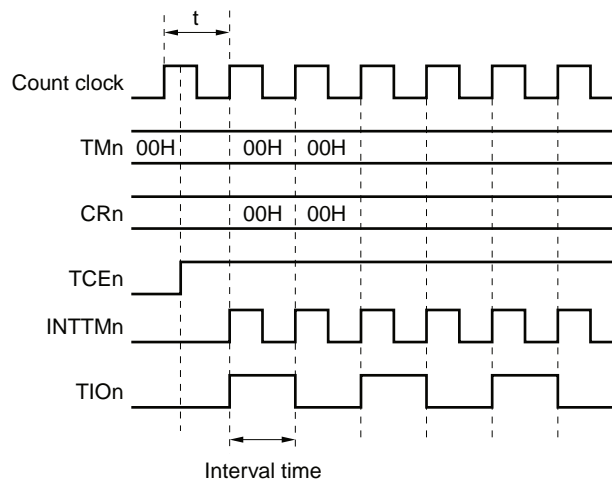 t
Count clock
TMn 00H 00H 00H
CRn 00H 00H
TCEn
INTTMn
TIOn
Interval time